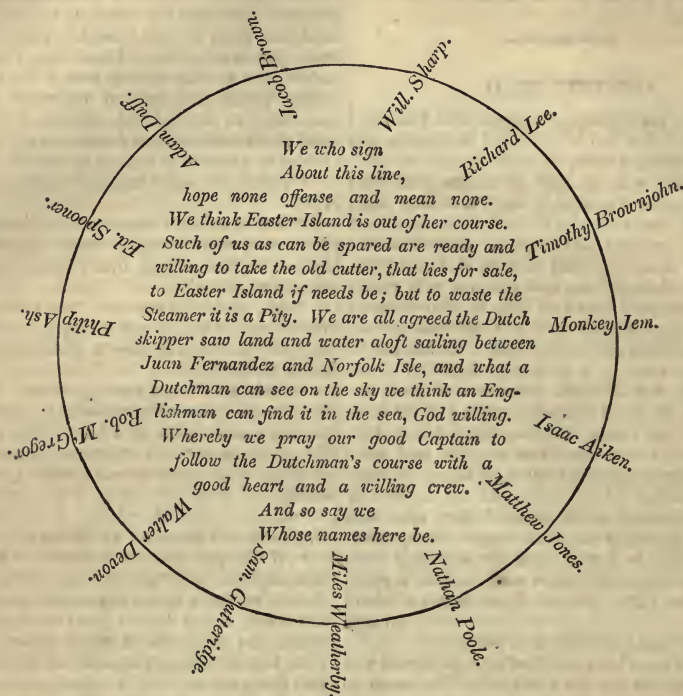 Jacob Brown.
Will. Sharp.
Richard Lee.
Timothy Brownjohn.
Monkey Jem.
Isaac Aiken.
Matthew Jones.
Nathan Poole.
Miles Weatherby.
Sam. Gutteridge.
Walter Devon.
Rob. M'Gregor.
Philip Ash.
Ed. Spooner.
Adam Duff.
We who sign
About this line,
hope none offense and mean none.
We think Easter Island is out of her course.
Such of us as can be spared are ready and
willing to take the old cutter, that lies for sale,
to Easter Island if needs be; but to waste the
Steamer it is a Pity. We are all agreed the Dutch
skipper saw land and water aloft sailing between
Juan Fernandez and Norfolk Isle, and what a
Dutchman can see on the sky we think an Eng-
lishman can find it in the sea, God willing.
Whereby we pray our good Captain to
follow the Dutchman's course with a
good heart and a willing crew.
And so say we
Whose names here be.